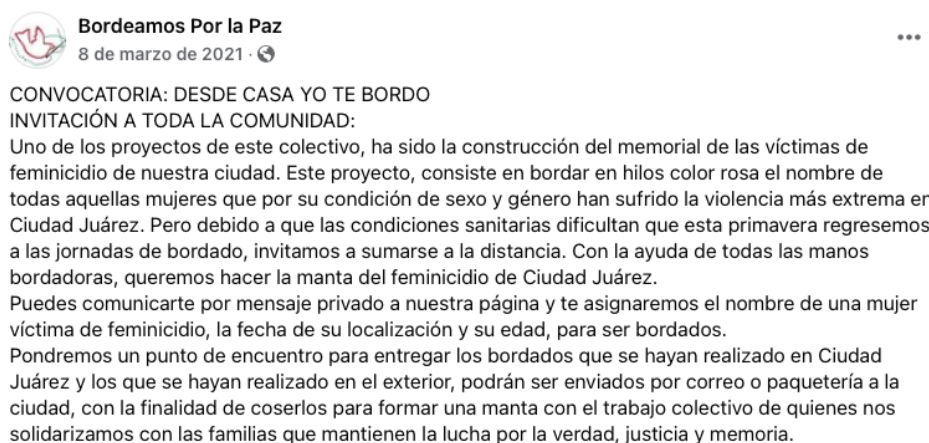 Bordeamos Por la Paz
8 de marzo de 2021 ·
CONVOCATORIA: DESDE CASA YO TE BORDO
INVITACIÓN A TODA LA COMUNIDAD:
Uno de los proyectos de este colectivo, ha sido la construcción del memorial de las víctimas de
feminicidio de nuestra ciudad. Este proyecto, consiste en bordar en hilos color rosa el nombre de
todas aquellas mujeres que por su condición de sexo y género han sufrido la violencia más extrema en
Ciudad Juárez. Pero debido a que las condiciones sanitarias dificultan que esta primavera regresemos
a las jornadas de bordado, invitamos a sumarse a la distancia. Con la ayuda de todas las manos
bordadoras, queremos hacer la manta del feminicidio de Ciudad Juárez.
Puedes comunicarte por mensaje privado a nuestra página y te asignaremos el nombre de una mujer
víctima de feminicidio, la fecha de su localización y su edad, para ser bordados.
Pondremos un punto de encuentro para entregar los bordados que se hayan realizado en Ciudad
Juárez y los que se hayan realizado en el exterior, podrán ser enviados por correo o paquetería a la
ciudad, con la finalidad de coserlos para formar una manta con el trabajo colectivo de quienes nos
solidarizamos con las familias que mantienen la lucha por la verdad, justicia y memoria.